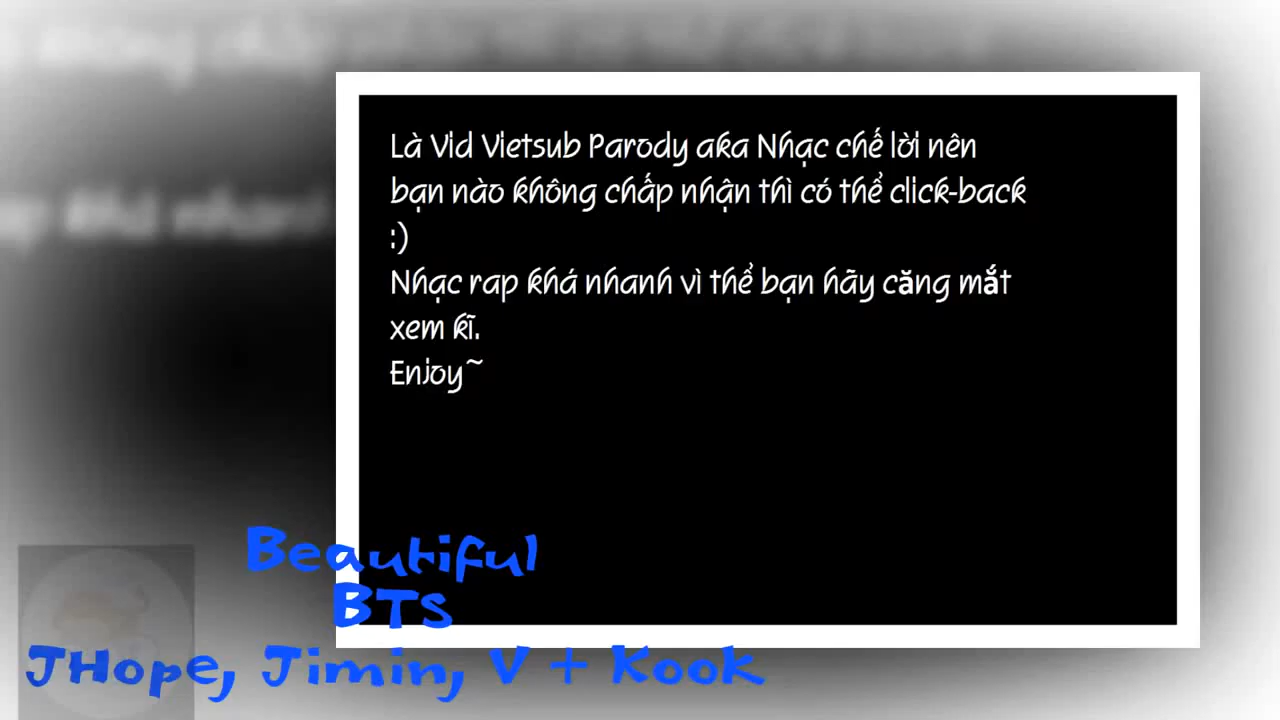 Là Vid Vietsub Parody aka Nhạc chế lời nên
bạn nào không chấp nhận thì có thể click-back
:)
Nhạc rap khá nhanh vì thể bạn hãy căng mắt
xem kĩ.
Enjoy~
Beautiful
BTS
JHope, Jimin, V + Kook